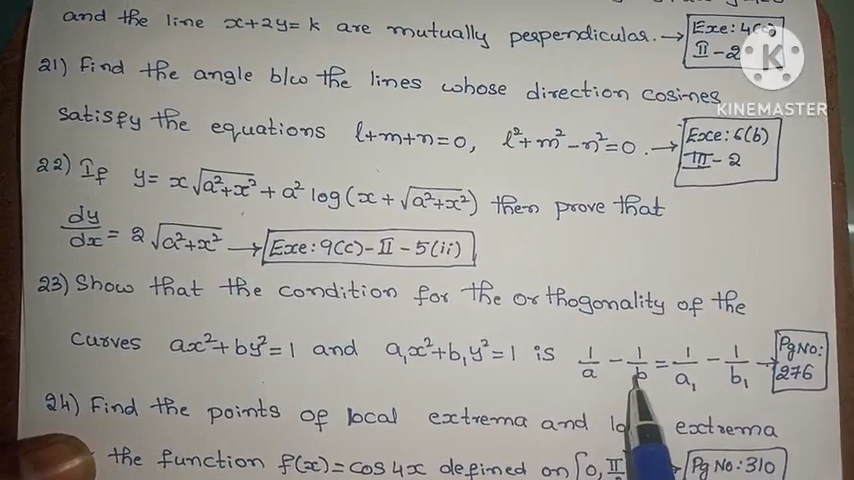 and the line x+2y=k are mutually perpendicular. → Exe: 4(c)
II-2
K
KINEMASTER
21) Find the angle b/w the lines whose direction cosines
satisfy the equations l+m+n=0, l²+m²-n²=0. → Exe: 6(b)
III-2
22) If y= x√(a²+x²) + a² log(x+√(a²+x²)) then prove that
dy/dx = 2√(a²+x²) → Exe: 9(c)-II-5(ii)
23) Show that the condition for the orthogonality of the
curves ax²+by²=1 and a₁x²+b₁y²=1 is 1/a - 1/b = 1/a₁ - 1/b₁ → Pg No:
276
24) Find the points of local extrema and extrema
the function f(x)=cos4x defined on Pg No: 310